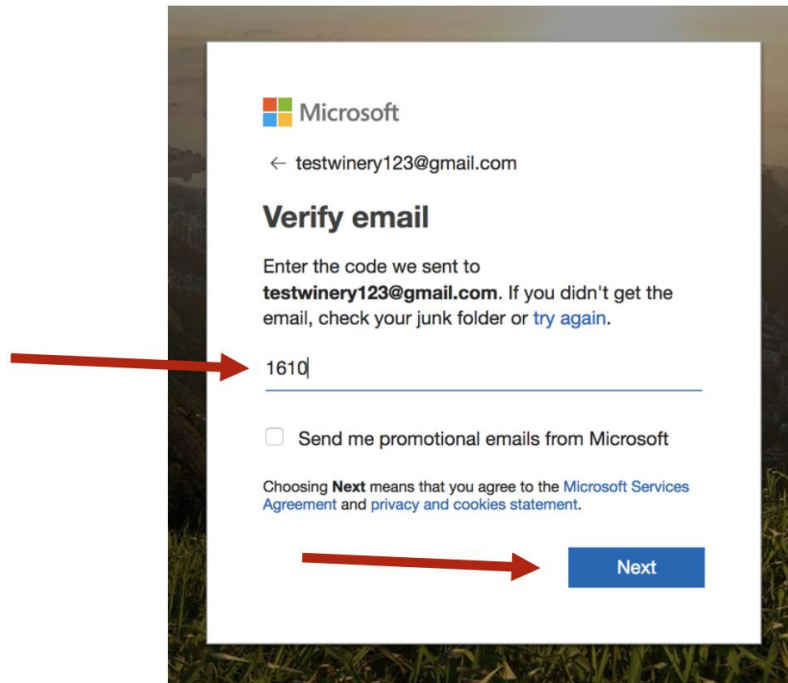 Microsoft
← testwinery123@gmail.com
Verify email
Enter the code we sent to
testwinery123@gmail.com. If you didn't get the
email, check your junk folder or try again.
1610
Send me promotional emails from Microsoft
Choosing Next means that you agree to the Microsoft Services
Agreement and privacy and cookies statement.
Next